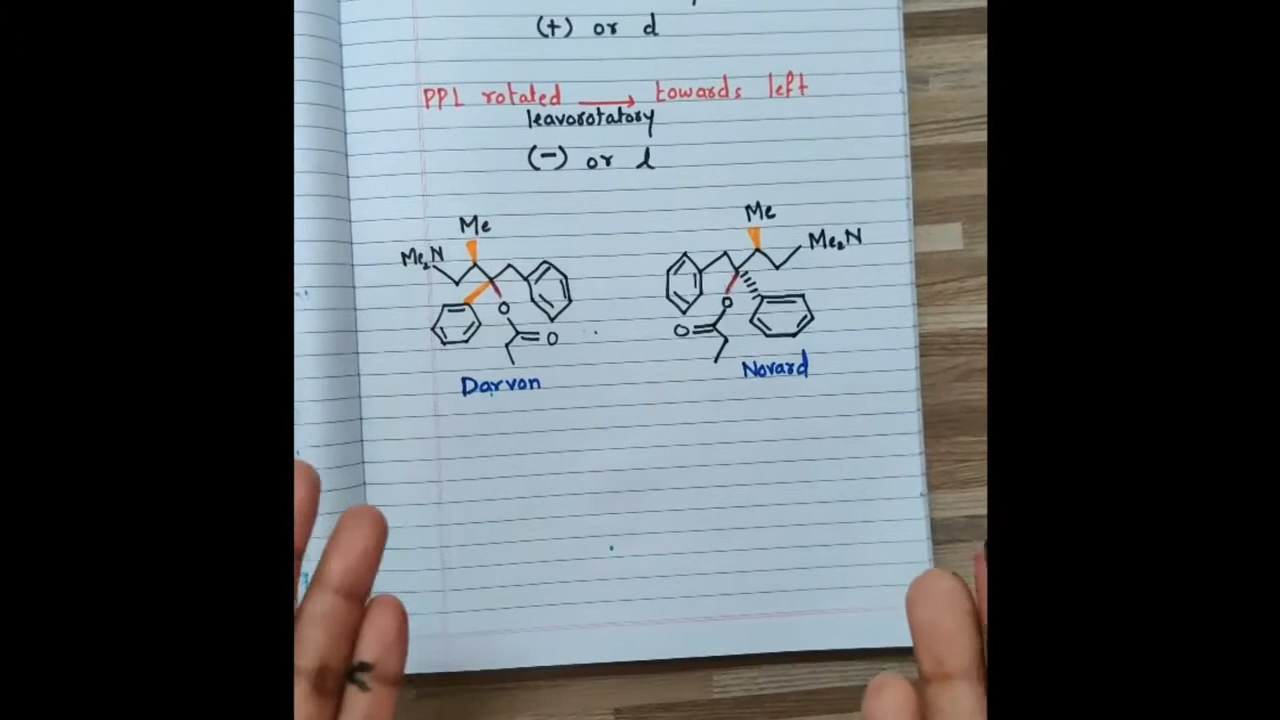 (+) or d
PPL rotated → towards left
leavorotatory
(-) or l
Me
Me₂N
O
O
Darvon
Me
Me₂N
O
O
Novard